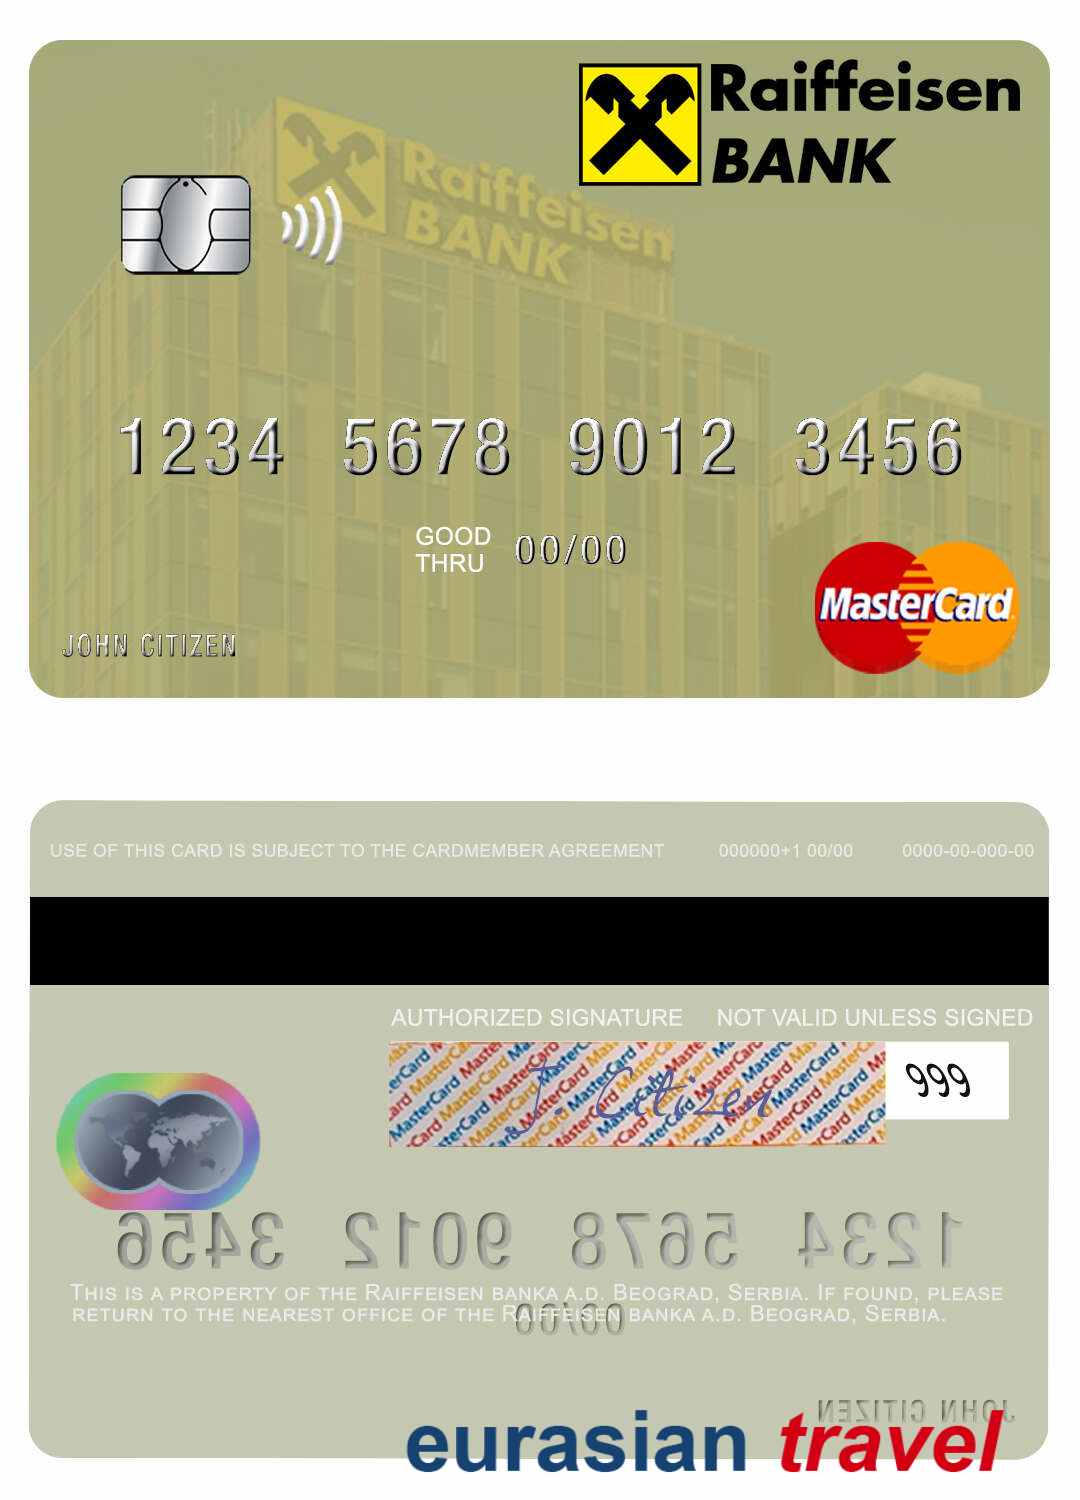 Raiffeisen
BANK
Raiffeisen
BANK
1234 5678 9012 3456
GOOD
THRU 00/00
MasterCard
JOHN CITIZEN
USE OF THIS CARD IS SUBJECT TO THE CARDMEMBER AGREEMENT 000000+1 00/00 0000-00-000-00
AUTHORIZED SIGNATURE NOT VALID UNLESS SIGNED
MasterCard MasterCard MasterCard
J. Citizen
999
1234 5678 9012 3456
THIS IS A PROPERTY OF THE RAIFFEISEN BANKA A.D. BEOGRAD, SERBIA. IF FOUND, PLEASE
RETURN TO THE NEAREST OFFICE OF THE RAIFFEISEN BANKA A.D. BEOGRAD, SERBIA.
00/00
JOHN CITIZEN
eurasian travel